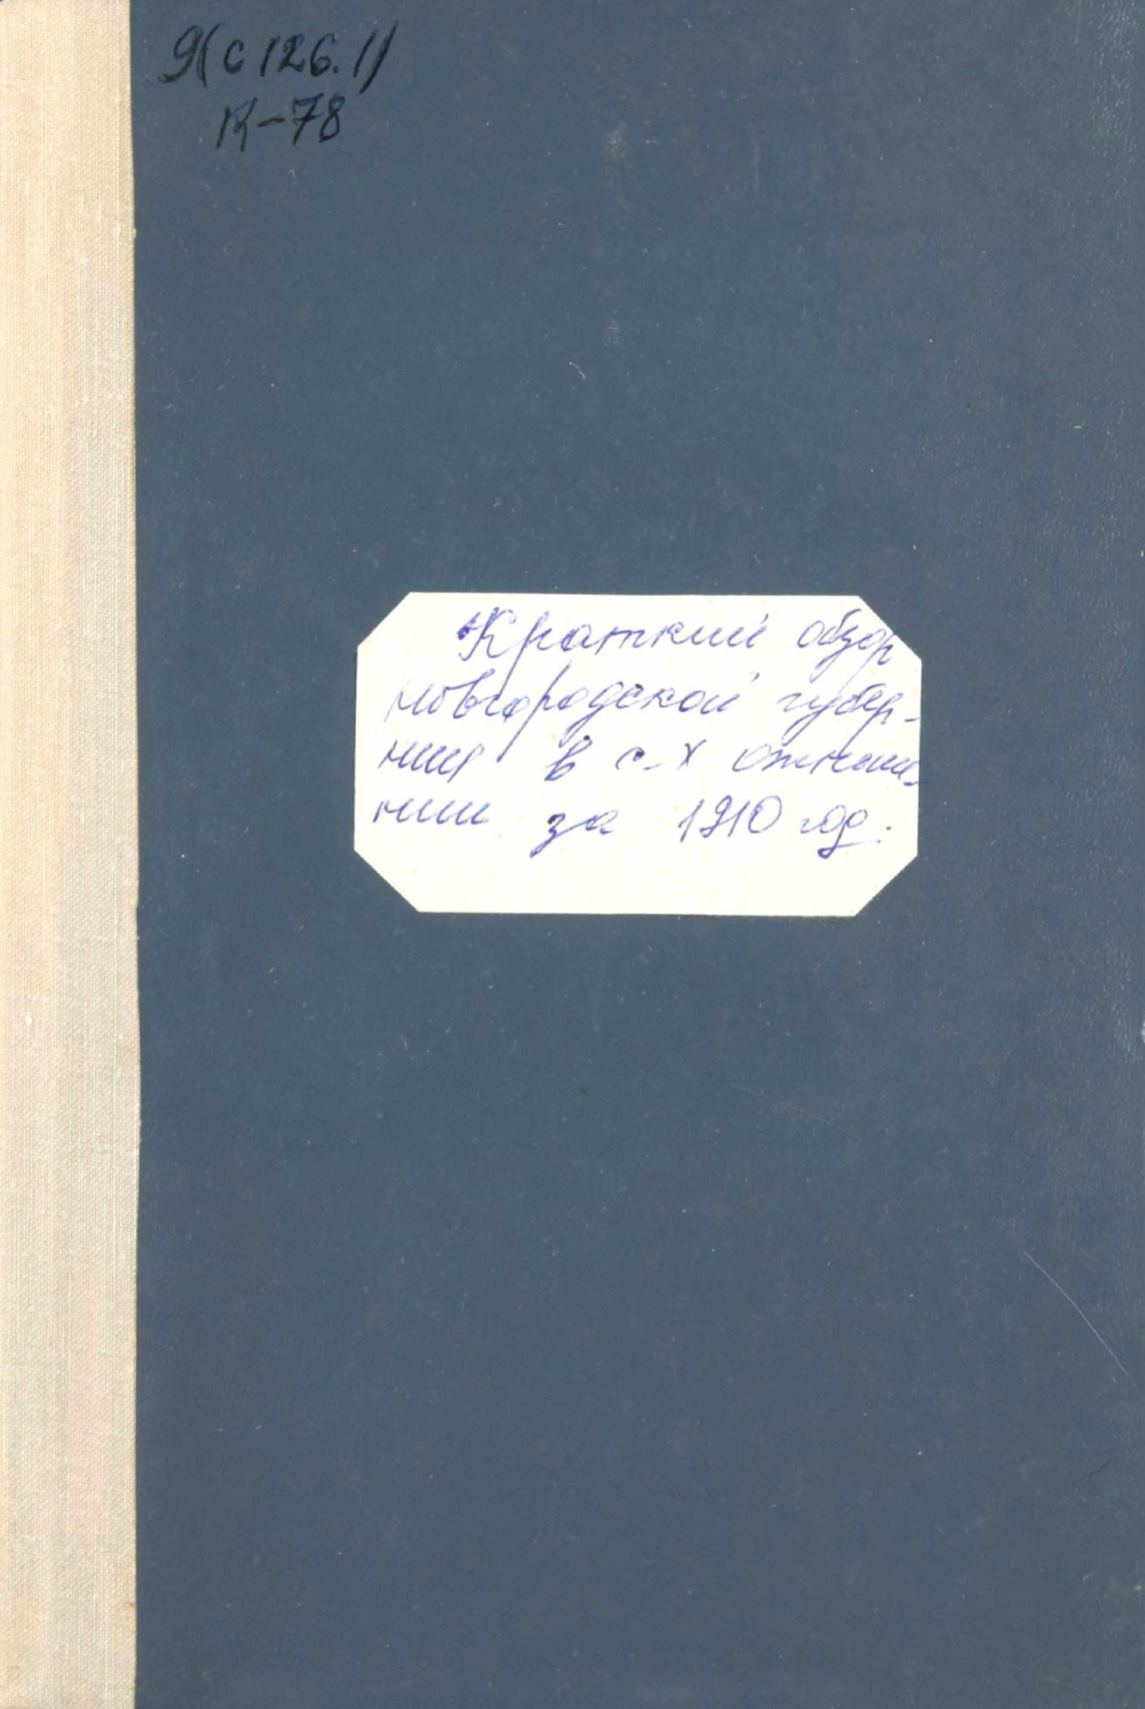 9(С126.1)
К-78
Краткий обзор
Новгородской губер-
нии в с-х отноше-
нии за 1910 год.